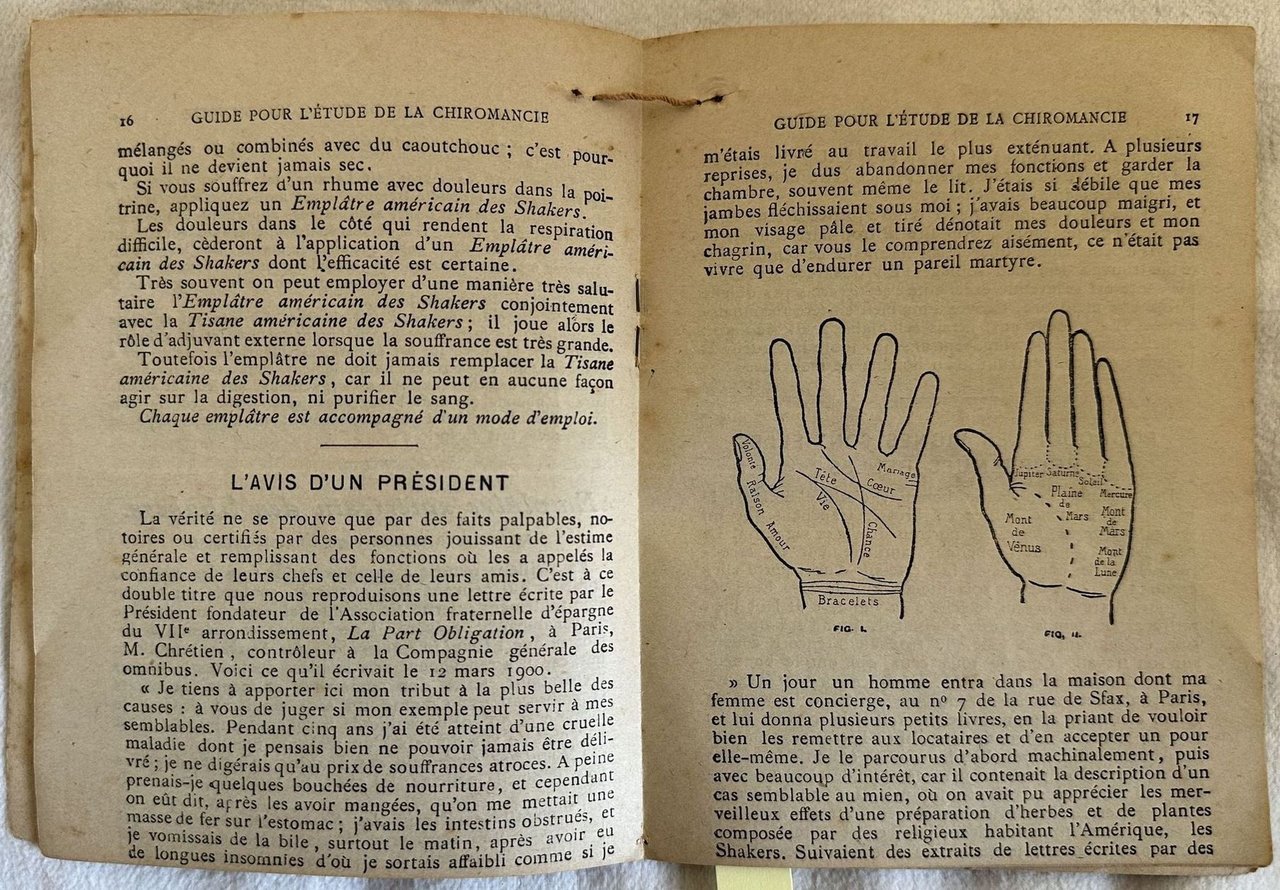 16 GUIDE POUR L'ÉTUDE DE LA CHIROMANCIE
mélangés ou combinés avec du caoutchouc ; c'est pour-
quoi il ne devient jamais sec.
Si vous souffrez d'un rhume avec douleurs dans la poi-
trine, appliquez un Emplâtre américain des Shakers.
Les douleurs dans le côté qui rendent la respiration
difficile, cèderont à l'application d'un Emplâtre améri-
cain des Shakers dont l'efficacité est certaine.
Très souvent on peut employer d'une manière très salu-
taire l'Emplâtre américain des Shakers conjointement
avec la Tisane américaine des Shakers ; il joue alors le
rôle d'adjuvant externe lorsque la souffrance est très grande.
Toutefois l'emplâtre ne doit jamais remplacer la Tisane
américaine des Shakers, car il ne peut en aucune façon
agir sur la digestion, ni purifier le sang.
Chaque emplâtre est accompagné d'un mode d'emploi.
L'AVIS D'UN PRÉSIDENT
La vérité ne se prouve que par des faits palpables, no-
toires ou certifiés par des personnes jouissant de l'estime
générale et remplissant des fonctions où les a appelés la
confiance de leurs chefs et celle de leurs amis. C'est à ce
double titre que nous reproduisons une lettre écrite par le
Président fondateur de l'Association fraternelle d'épargne
du VIIe arrondissement, La Part Obligation, à Paris,
M. Chrétien, contrôleur à la Compagnie générale des
omnibus. Voici ce qu'il écrivait le 12 mars 1900.
« Je tiens à apporter ici mon tribut à la plus belle des
causes : à vous de juger si mon exemple peut servir à mes
semblables. Pendant cinq ans j'ai été atteint d'une cruelle
maladie dont je pensais bien ne pouvoir jamais être déli-
vré ; je ne digérais qu'au prix de souffrances atroces. A peine
prenais-je quelques bouchées de nourriture, et cependant
on eût dit, après les avoir mangées, qu'on me mettait une
masse de fer sur l'estomac ; j'avais les intestins obstrués, et
je vomissais de la bile, surtout le matin, après avoir eu
de longues insomnies d'où je sortais affaibli comme si je
GUIDE POUR L'ÉTUDE DE LA CHIROMANCIE 17
m'étais livré au travail le plus exténuant. A plusieurs
reprises, je dus abandonner mes fonctions et garder la
chambre, souvent même le lit. J'étais si débile que mes
jambes fléchissaient sous moi ; j'avais beaucoup maigri, et
mon visage pâle et tiré dénotait mes douleurs et mon
chagrin, car vous le comprendrez aisément, ce n'était pas
vivre que d'endurer un pareil martyre.
Volonté
Raison
Amour
Tête
Vie
Mariage
Cœur
Chance
Bracelets
FIG. I.
Jupiter
Saturne
Soleil
Mercure
Plaine
de
Mars
Mont
de
Mars
Mont
de
Vénus
Mont
de la
Lune
FIG. II.
» Un jour un homme entra dans la maison dont ma
femme est concierge, au no 7 de la rue de Sfax, à Paris,
et lui donna plusieurs petits livres, en la priant de vouloir
bien les remettre aux locataires et d'en accepter un pour
elle-même. Je le parcourus d'abord machinalement, puis
avec beaucoup d'intérêt, car il contenait la description d'un
cas semblable au mien, où on avait pu apprécier les mer-
veilleux effets d'une préparation d'herbes et de plantes
composée par des religieux habitant l'Amérique, les
Shakers. Suivaient des extraits de lettres écrites par des